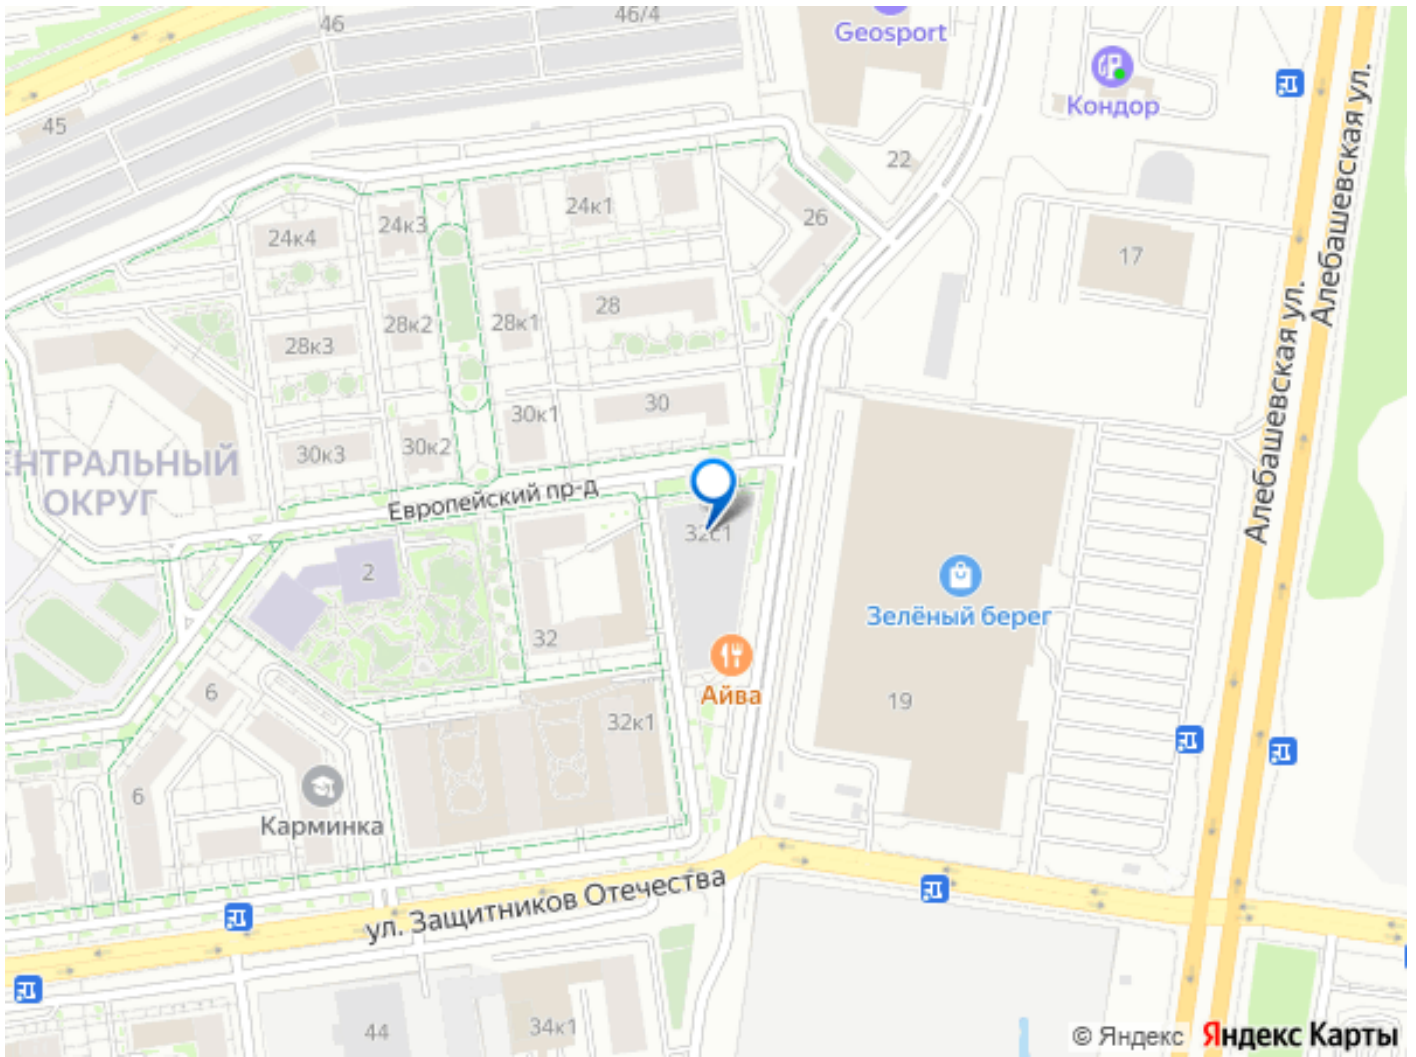 46
46/4
Geosport
Кондор
45
22
24к1
24к3
24к4
26
17
Алебашевская ул.
28
28к1
28к2
28к3
Алебашевская ул.
30
30к1
30к2
30к3
ЕНТРАЛЬНЫЙ
ОКРУГ
Европейский пр-д
32с1
2
Зелёный берег
32
Айва
6
19
32к1
6
Карминка
ул. Защитников Отечества
44
34к1
© Яндекс Яндекс Карты